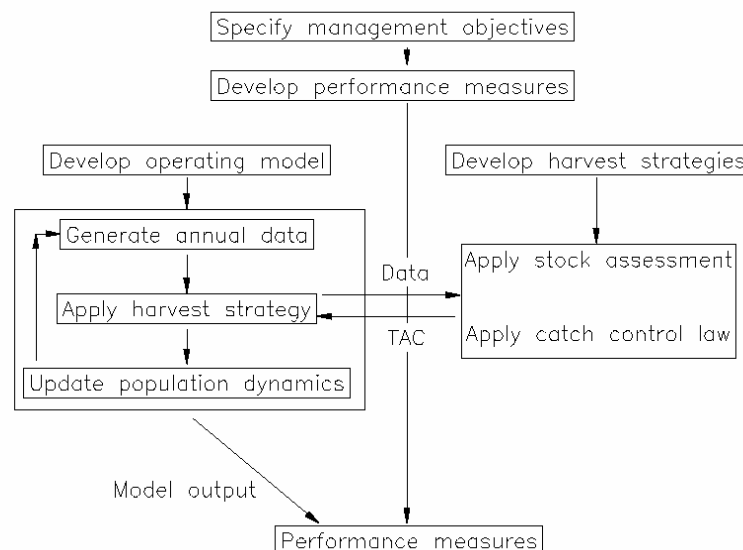 Specify management objectives
Develop performance measures
Develop operating model
Develop harvest strategies
Generate annual data
Apply stock assessment
Data
Apply harvest strategy
TAC
Apply catch control law
Update population dynamics
Model output
Performance measures